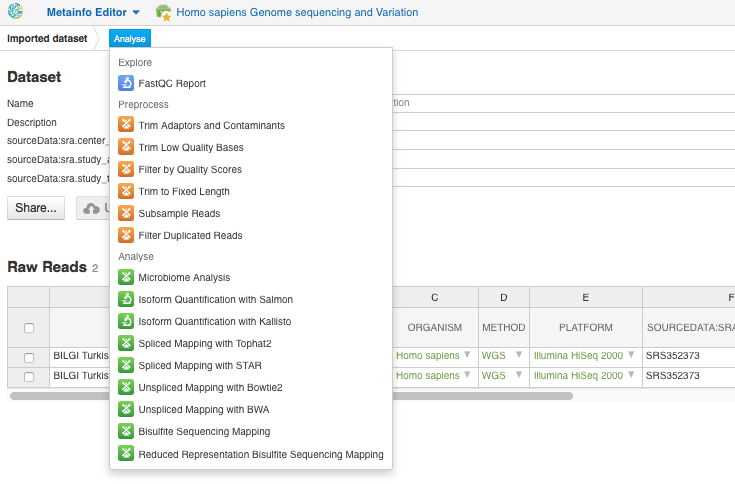 Metainfo Editor
Homo sapiens Genome sequencing and Variation
Imported dataset
Analyse
Dataset
Name
Description
sourceData:sra.center_
sourceData:sra.study_a
sourceData:sra.study_t
Share...
Explore
FastQC Report
Preprocess
Trim Adaptors and Contaminants
Trim Low Quality Bases
Filter by Quality Scores
Trim to Fixed Length
Subsample Reads
Filter Duplicated Reads
Analyse
Microbiome Analysis
Isoform Quantification with Salmon
Isoform Quantification with Kallisto
Spliced Mapping with Tophat2
Spliced Mapping with STAR
Unspliced Mapping with Bowtie2
Unspliced Mapping with BWA
Bisulfite Sequencing Mapping
Reduced Representation Bisulfite Sequencing Mapping
Raw Reads 2
C D E F
ORGANISM METHOD PLATFORM SOURCEDATA:SRA
BILGI Turkis Homo sapiens WGS Illumina HiSeq 2000 SRS352373
BILGI Turkis Homo sapiens WGS Illumina HiSeq 2000 SRS352373